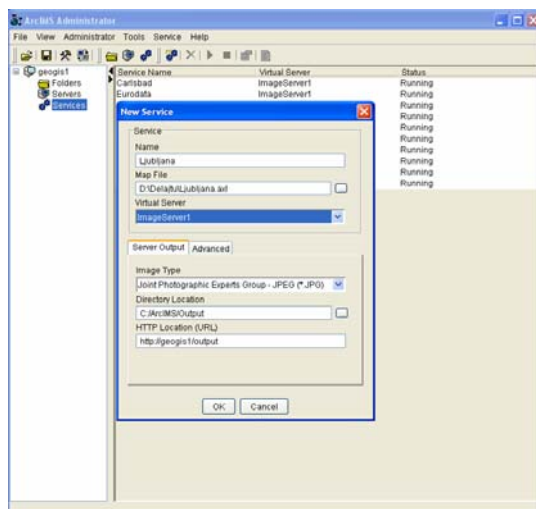 ArcIMS Administrator
File View Administrator Tools Service Help
geogis1
Folders
Servers
Services
Service Name Virtual Server Status
Carlsbad ImageServer1 Running
Eurodata ImageServer1 Running
Running
Running
Running
Running
Running
Running
Running
Running
New Service
Service
Name
Ljubljana
Map File
D:\Delajtu\Ljubljana.axl
Virtual Server
ImageServer1
Server Output Advanced
Image Type
Joint Photographic Experts Group - JPEG (*.JPG)
Directory Location
C:/ArcIMS/Output
HTTP Location (URL)
http://geogis1/output
OK Cancel